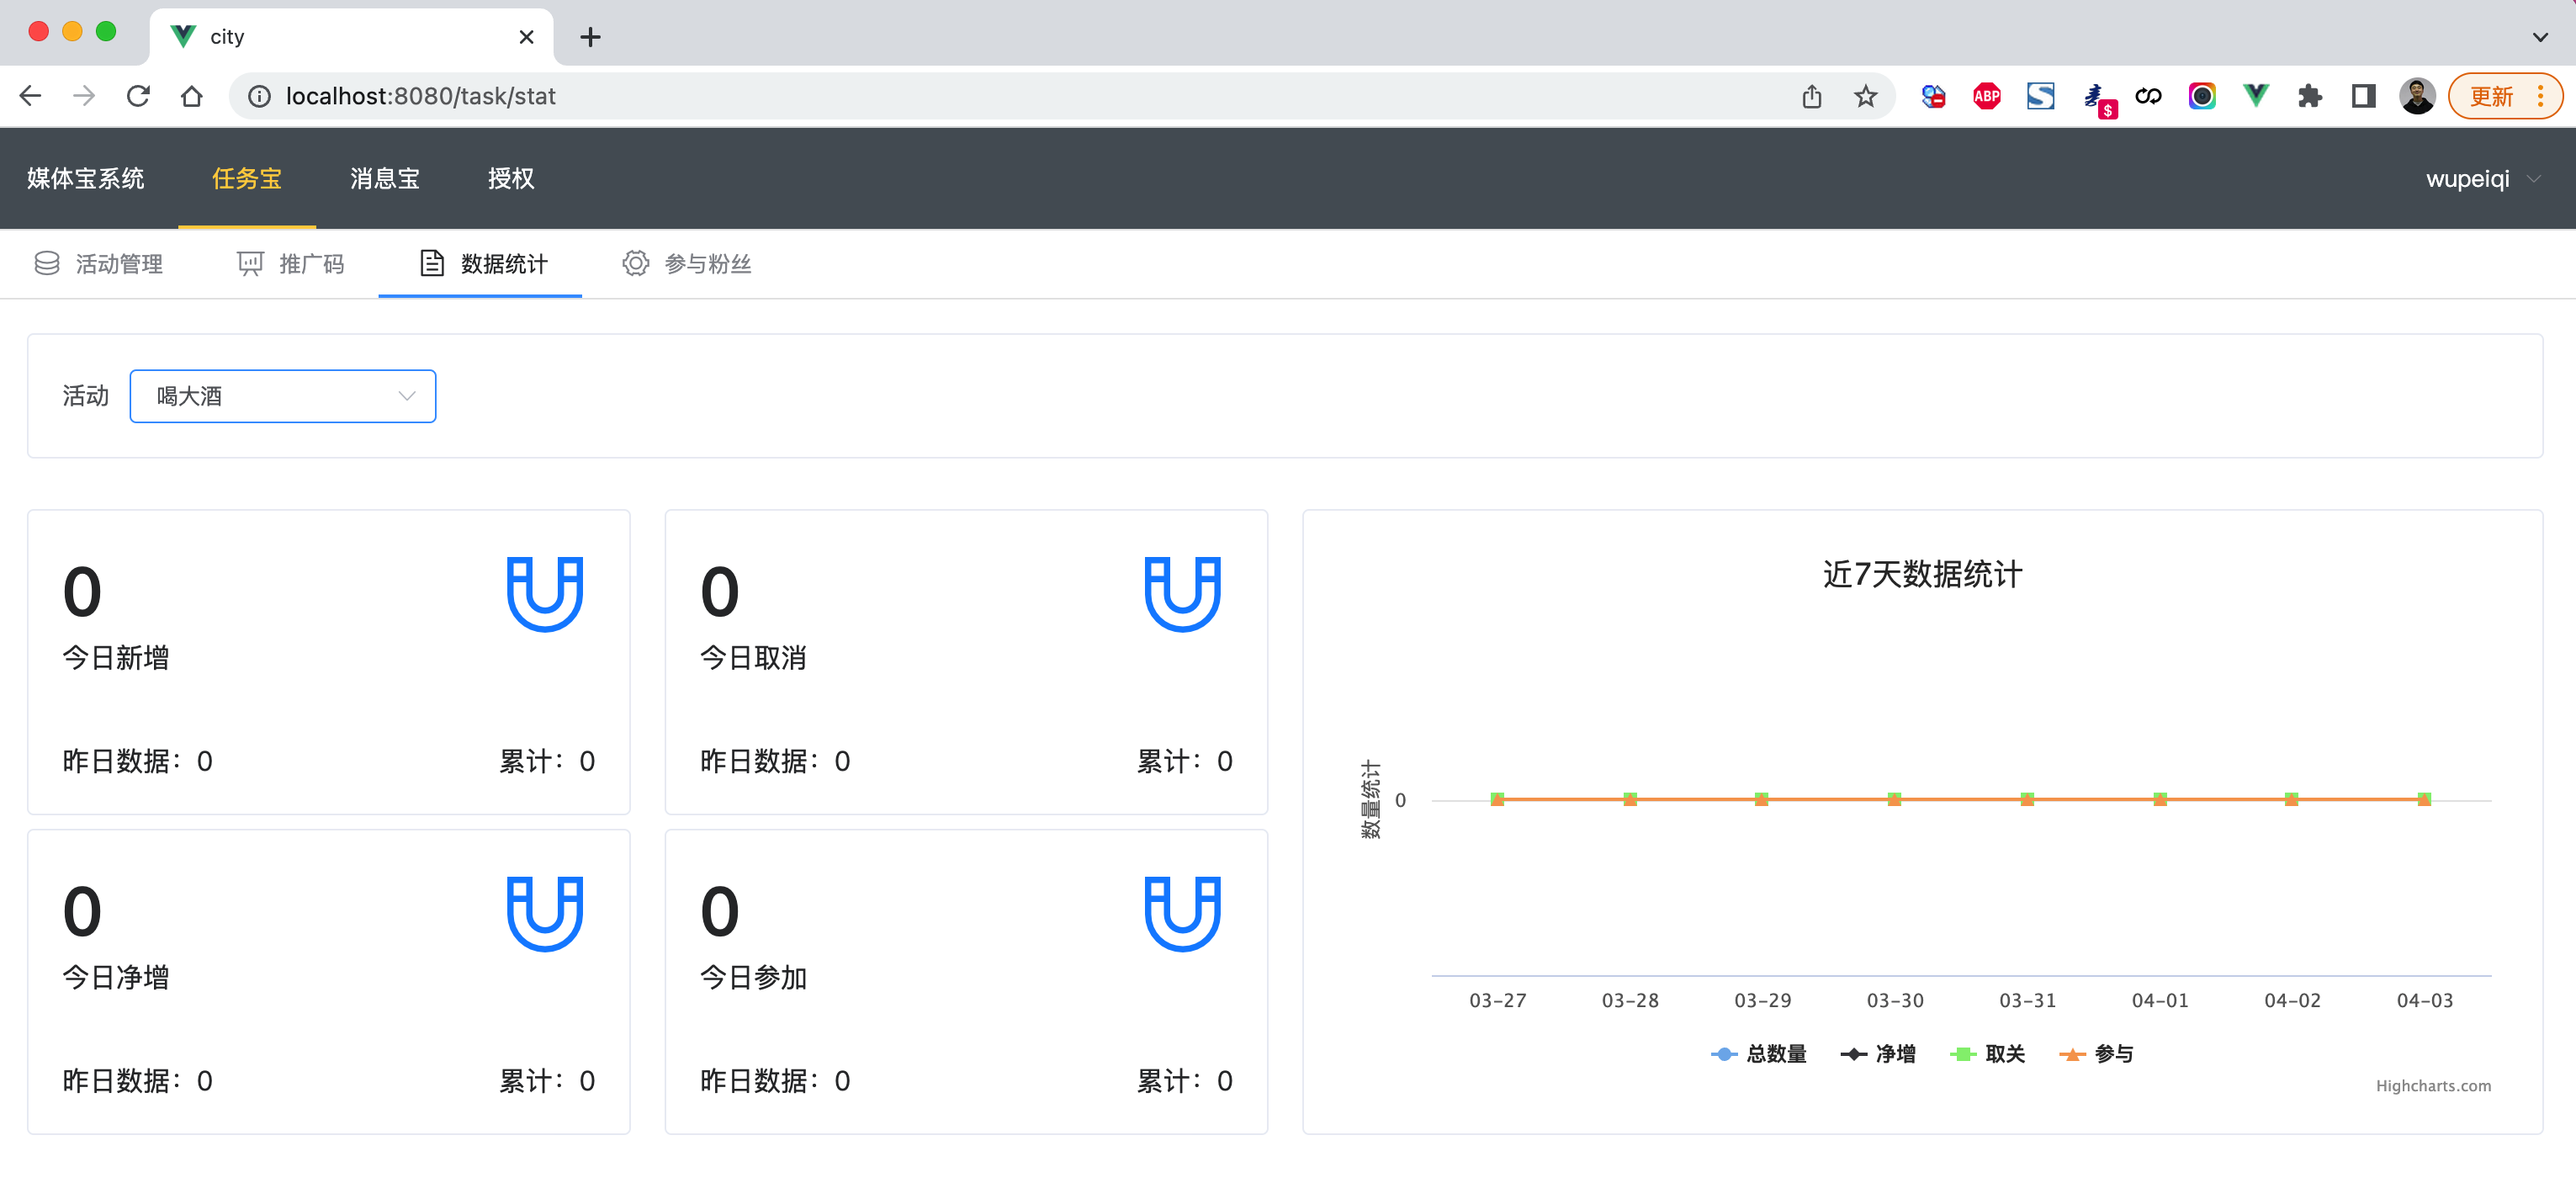 city
localhost:8080/task/stat
ABP
$
更新
媒体宝系统 任务宝 消息宝 授权 wupeiqi
活动管理 推广码 数据统计 参与粉丝
活动 喝大酒
0
今日新增
昨日数据：0 累计：0
0
今日取消
昨日数据：0 累计：0
0
今日净增
昨日数据：0 累计：0
0
今日参加
昨日数据：0 累计：0
近7天数据统计
数量统计
0
03-27 03-28 03-29 03-30 03-31 04-01 04-02 04-03
总数量 净增 取关 参与
Highcharts.com